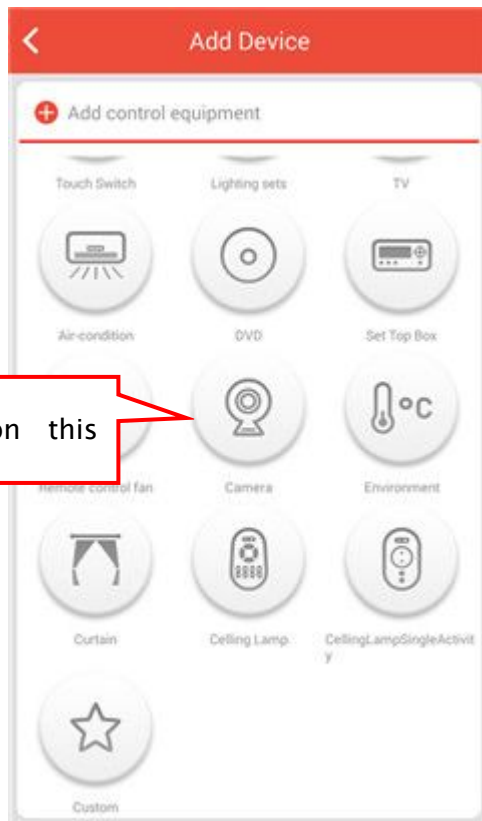 Add Device
Add control equipment
Touch Switch Lighting sets TV
Air-condition DVD Set Top Box
on this
Remote control fan Camera Environment
°C
Curtain Celling Lamp CellingLampSingleActivit
y
Custom